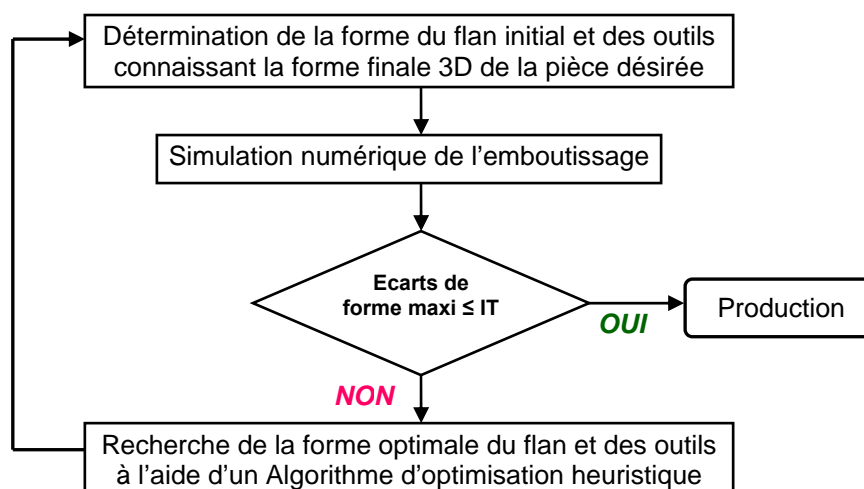 Détermination de la forme du flan initial et des outils
connaissant la forme finale 3D de la pièce désirée
Simulation numérique de l’emboutissage
Ecarts de
forme maxi ≤ IT
OUI
Production
NON
Recherche de la forme optimale du flan et des outils
à l’aide d’un Algorithme d’optimisation heuristique